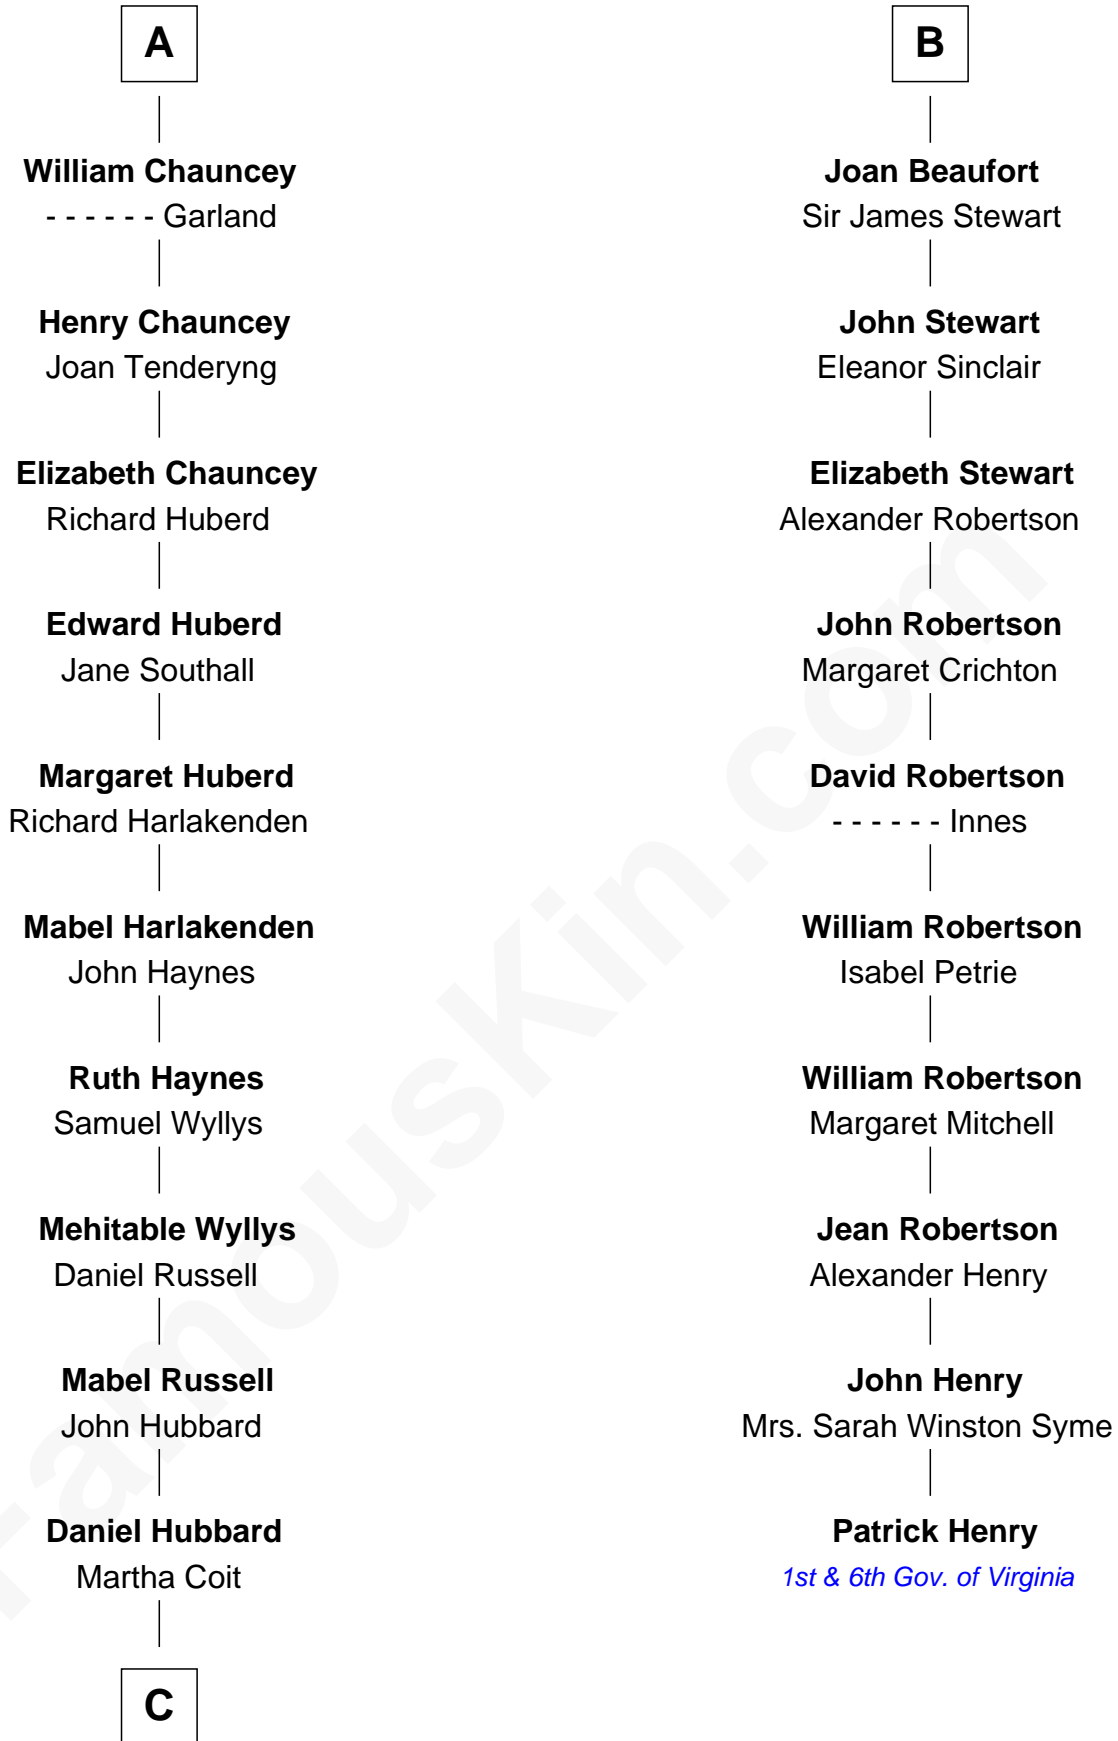 A
William Chauncey
- - - - - - Garland
Henry Chauncey
Joan Tenderyng
Elizabeth Chauncey
Richard Huberd
Edward Huberd
Jane Southall
Margaret Huberd
Richard Harlakenden
Mabel Harlakenden
John Haynes
Ruth Haynes
Samuel Wyllys
Mehitable Wyllys
Daniel Russell
Mabel Russell
John Hubbard
Daniel Hubbard
Martha Coit
C
B
Joan Beaufort
Sir James Stewart
John Stewart
Eleanor Sinclair
Elizabeth Stewart
Alexander Robertson
John Robertson
Margaret Crichton
David Robertson
- - - - - - Innes
William Robertson
Isabel Petrie
William Robertson
Margaret Mitchell
Jean Robertson
Alexander Henry
John Henry
Mrs. Sarah Winston Syme
Patrick Henry
1st & 6th Gov. of Virginia
FamousKin.com